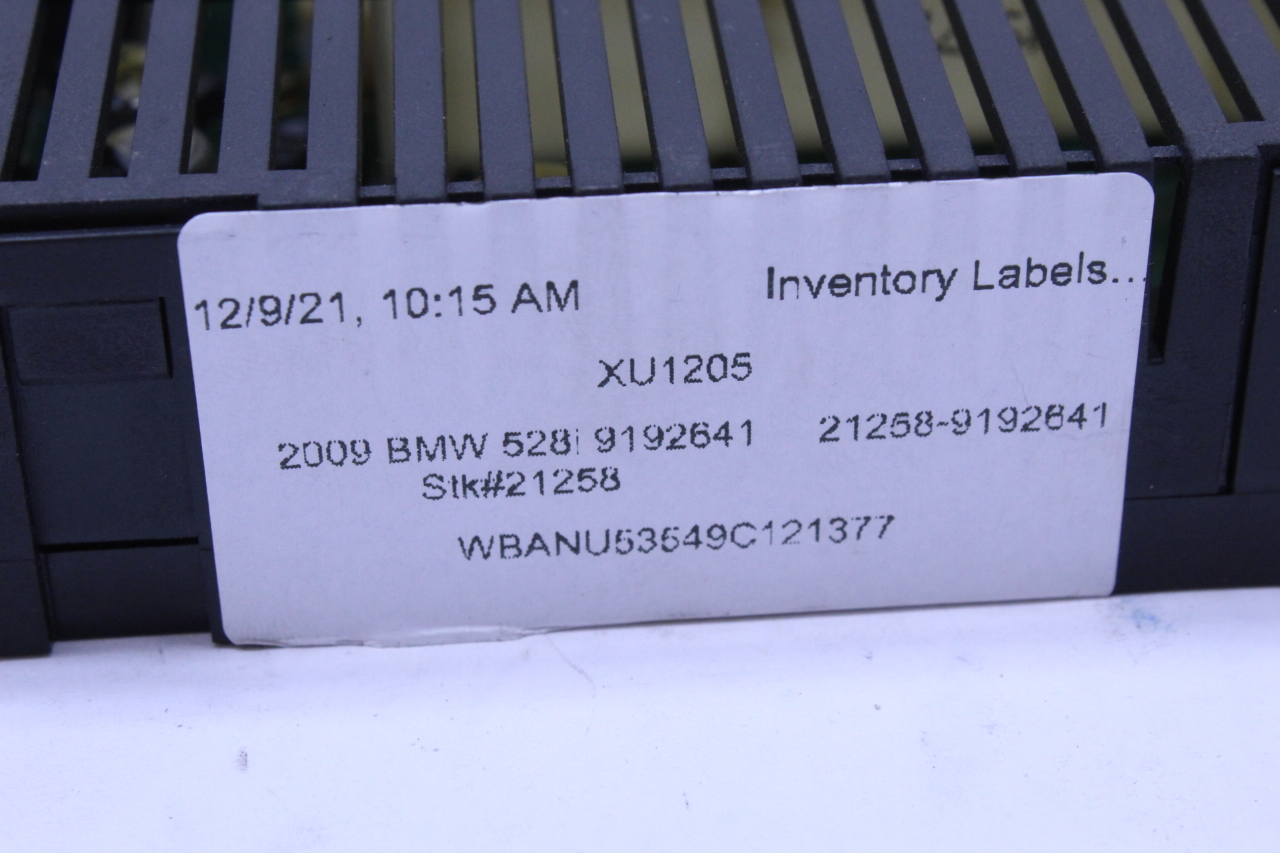 12/9/21, 10:15 AM Inventory Labels...
XU1205
2009 BMW 528i 9192641 21258-9192641
Stk#21258
WBANU53549C121377